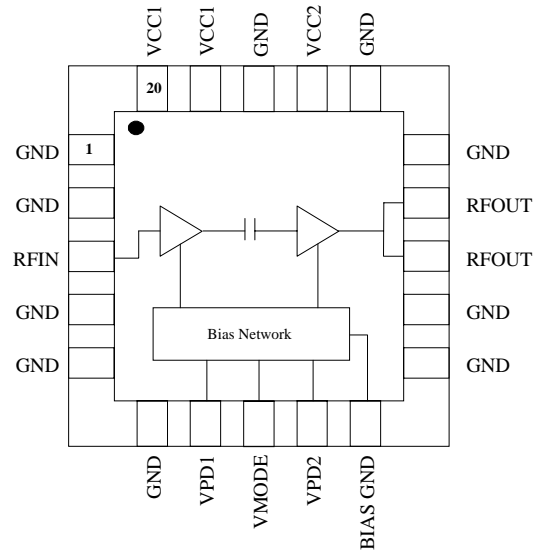 VCC1
VCC1
GND
VCC2
GND
20
GND
1
GND
RFIN
GND
GND
GND
RFOUT
RFOUT
GND
GND
Bias Network
GND
VPD1
VMODE
VPD2
BIAS GND